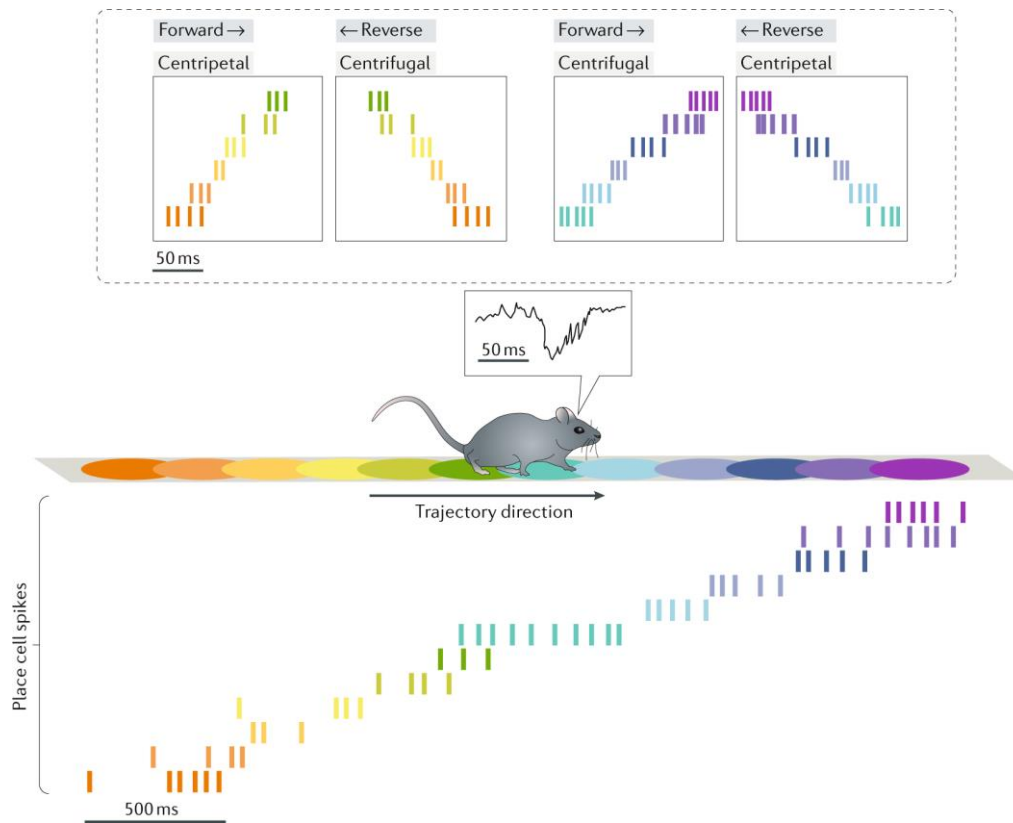 Forward →
← Reverse
Forward →
← Reverse
Centripetal
Centrifugal
Centrifugal
Centripetal
50 ms
50 ms
Trajectory direction
Place cell spikes
500 ms